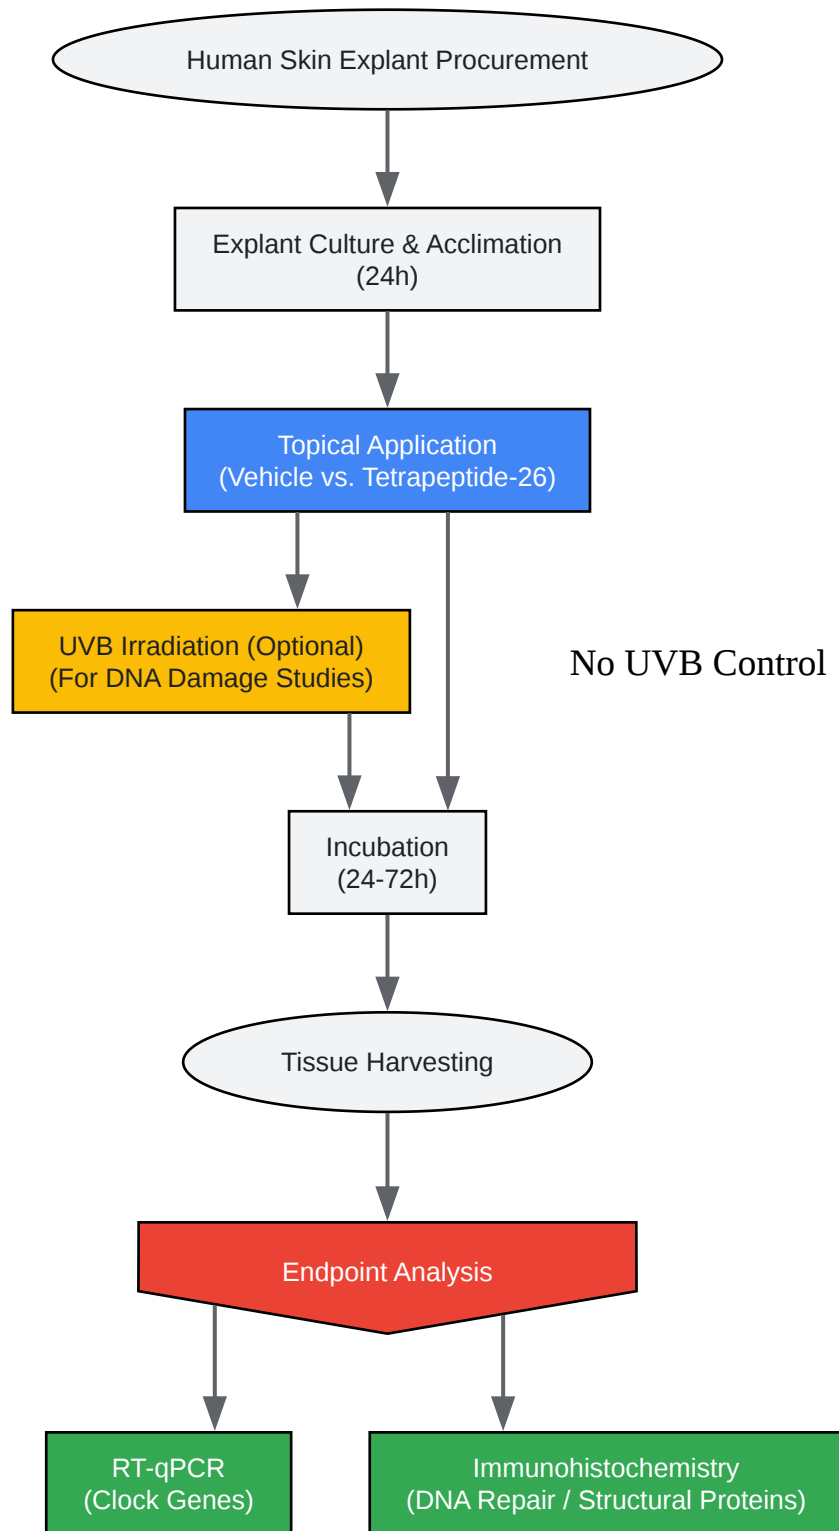 Human Skin Explant Procurement
Explant Culture & Acclimation
(24h)
Topical Application
(Vehicle vs. Tetrapeptide-26)
UVB Irradiation (Optional)
(For DNA Damage Studies)
No UVB Control
Incubation
(24-72h)
Tissue Harvesting
Endpoint Analysis
RT-qPCR
(Clock Genes)
Immunohistochemistry
(DNA Repair / Structural Proteins)